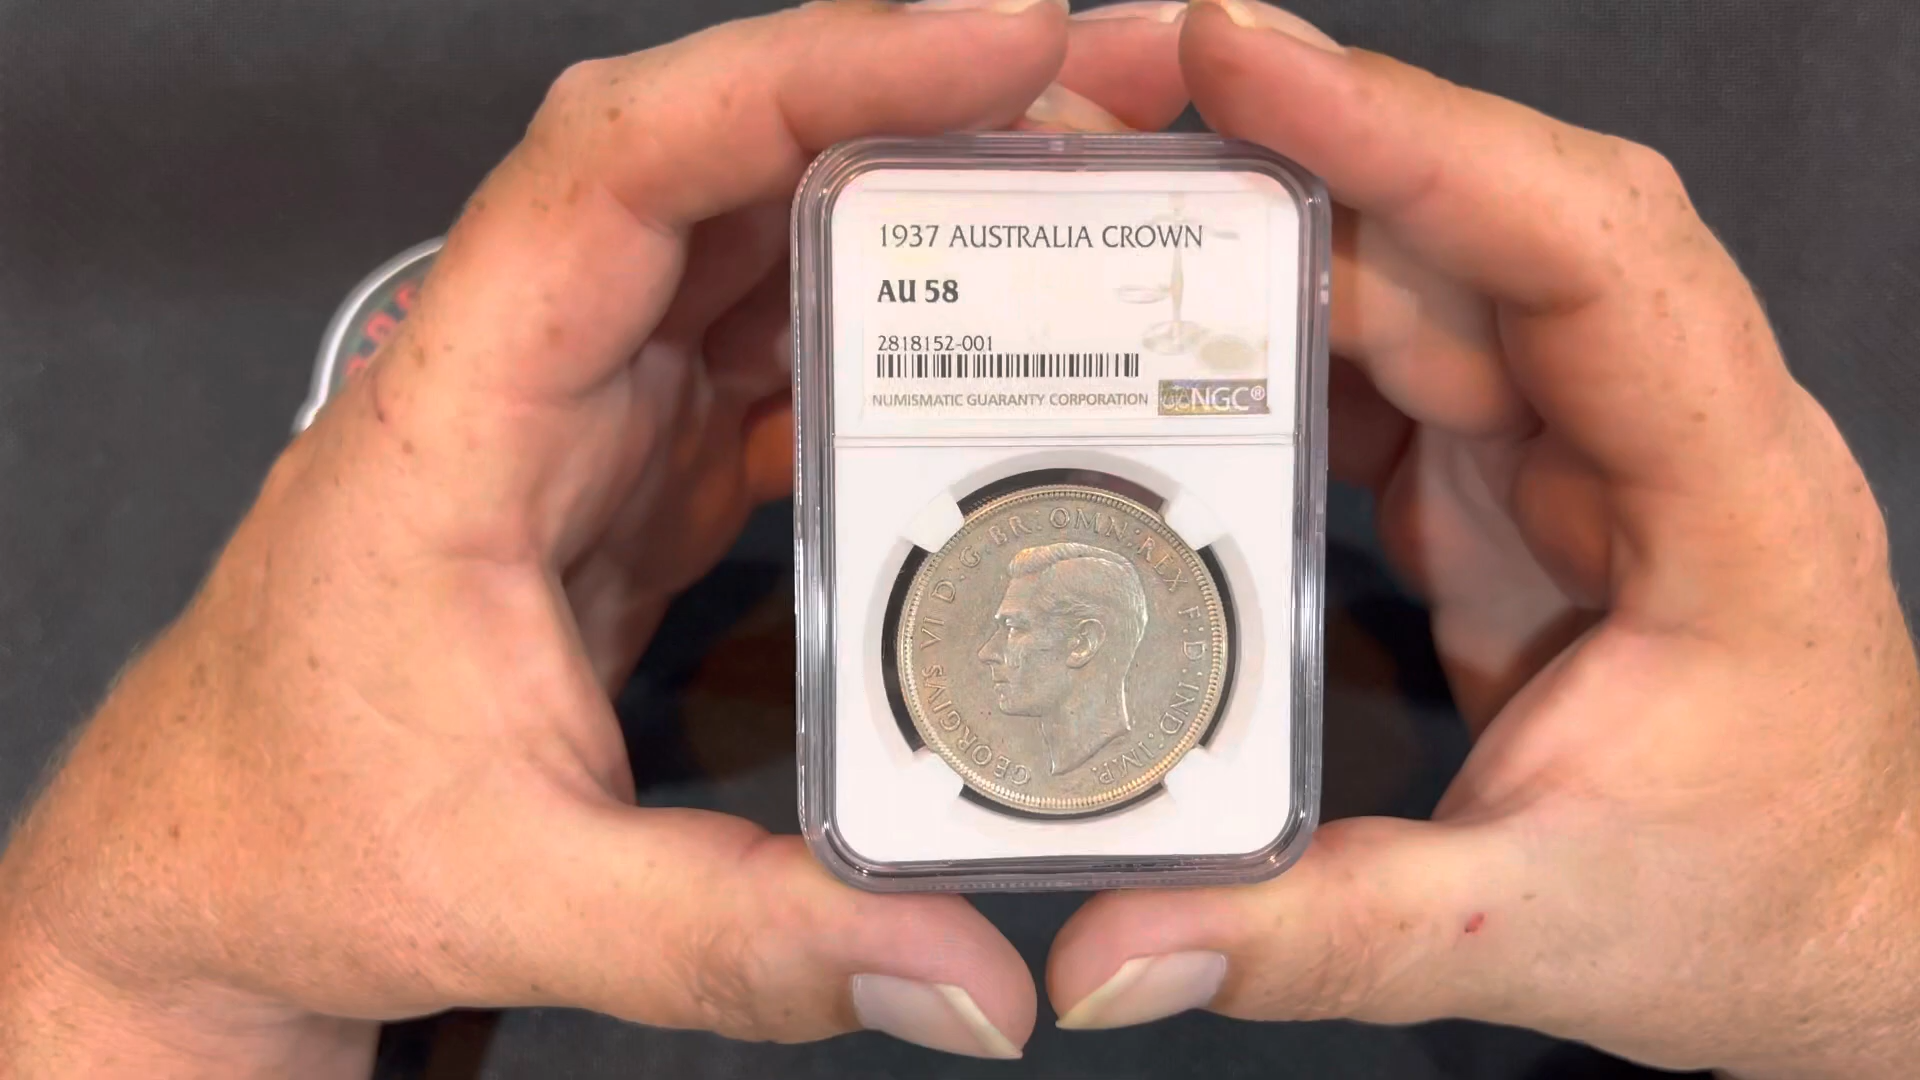 1937 AUSTRALIA CROWN
AU 58
2818152-001
NUMISMATIC GUARANTY CORPORATION
NGC®
GEORGIVS VI D:G:BR:OMN:REX F:D:IND:IMP.